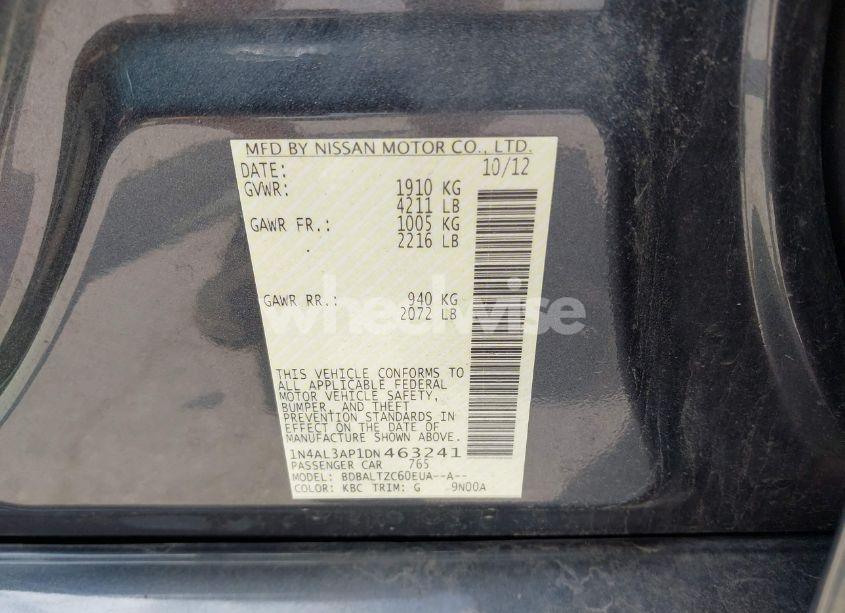 MFD BY NISSAN MOTOR CO., LTD.
DATE: 10/12
GVWR: 1910 KG
4211 LB
GAWR FR.: 1005 KG
2216 LB
GAWR RR.: 940 KG
2072 LB
wheelwise
THIS VEHICLE CONFORMS TO
ALL APPLICABLE FEDERAL
MOTOR VEHICLE SAFETY,
BUMPER, AND THEFT
PREVENTION STANDARDS IN
EFFECT ON THE DATE OF
MANUFACTURE SHOWN ABOVE.
1N4AL3AP1DN463241
PASSENGER CAR 765
MODEL: BDBALTZC60EUA--A--
COLOR: KBC TRIM: G 9N00A